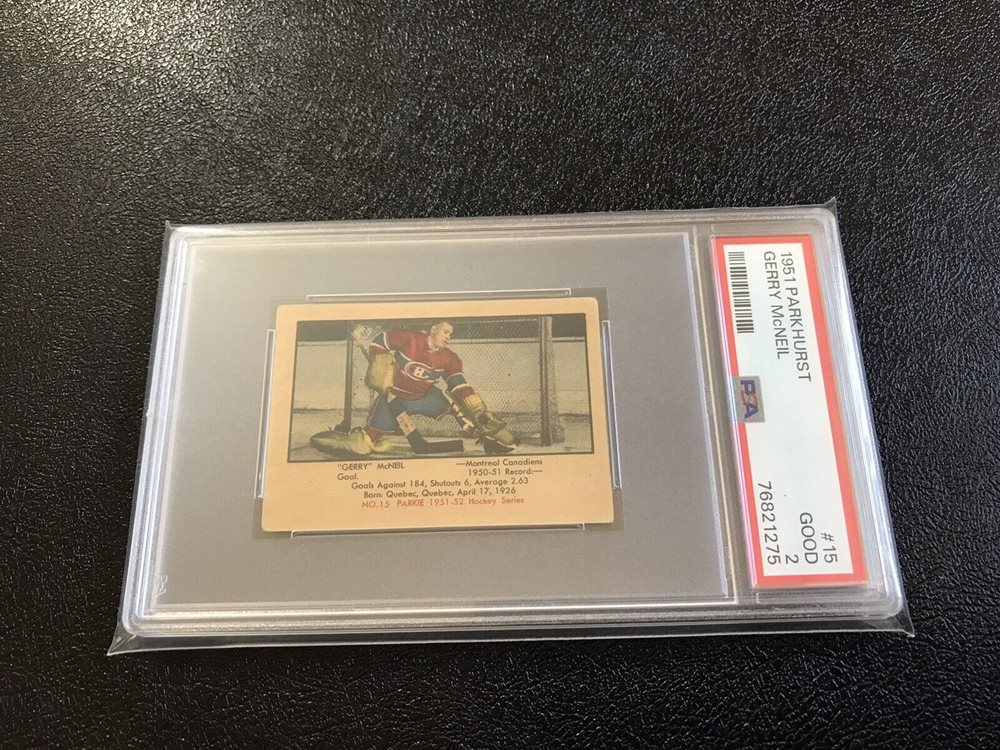 "GERRY" McNEIL —Montreal Canadiens
Goal. 1950-51 Record:—
Goals Against 184, Shutouts 6, Average 2.63
Born: Quebec, Quebec, April 17, 1926
NO.15 PARKIE 1951-52 Hockey Series
1951 PARKHURST #15
GERRY McNEIL GOOD 2
PSA 76821275
CH